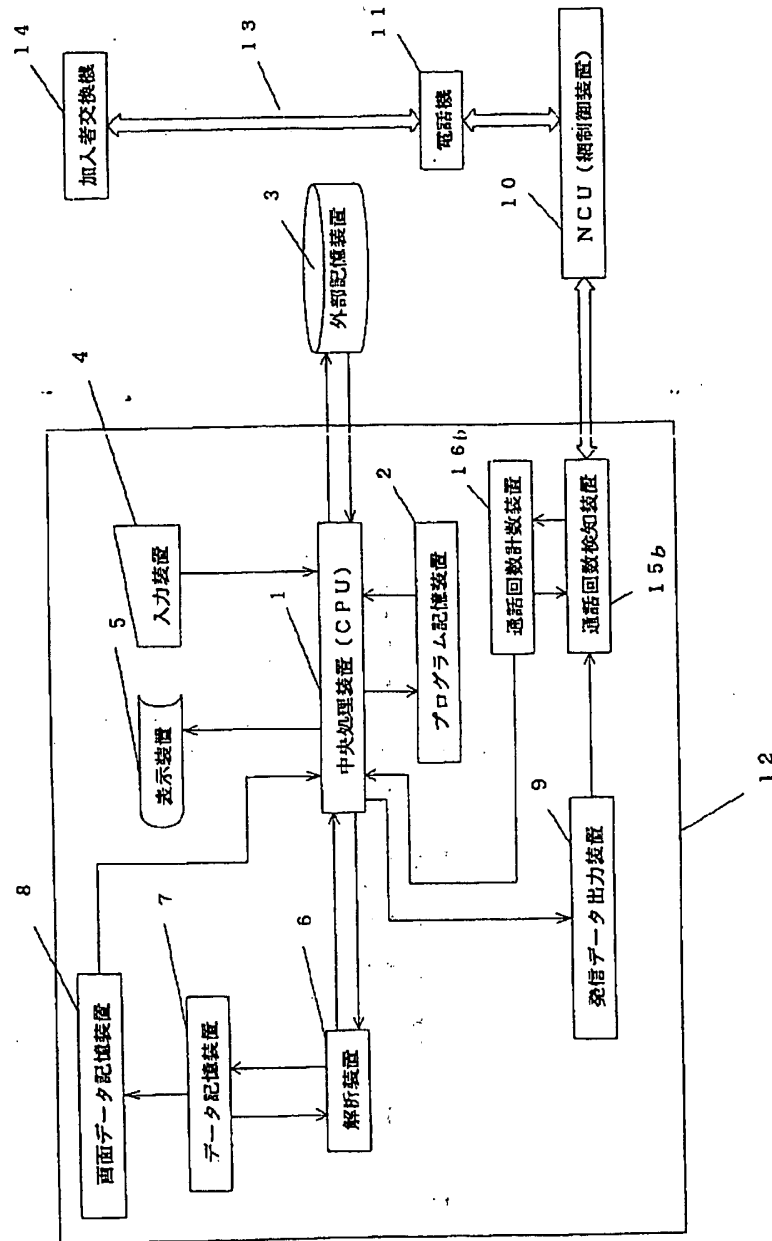 8
画面データ記憶装置
7
データ記憶装置
6
解析装置
5
表示装置
4
入力装置
1
中央処理装置(CPU)
2
プログラム記憶装置
3
外部記憶装置
16b
通話回数計数装置
通話回数検知装置
15b
9
発信データ出力装置
12
14
加入者交換機
13
11
電話機
10
NCU(網制御装置)